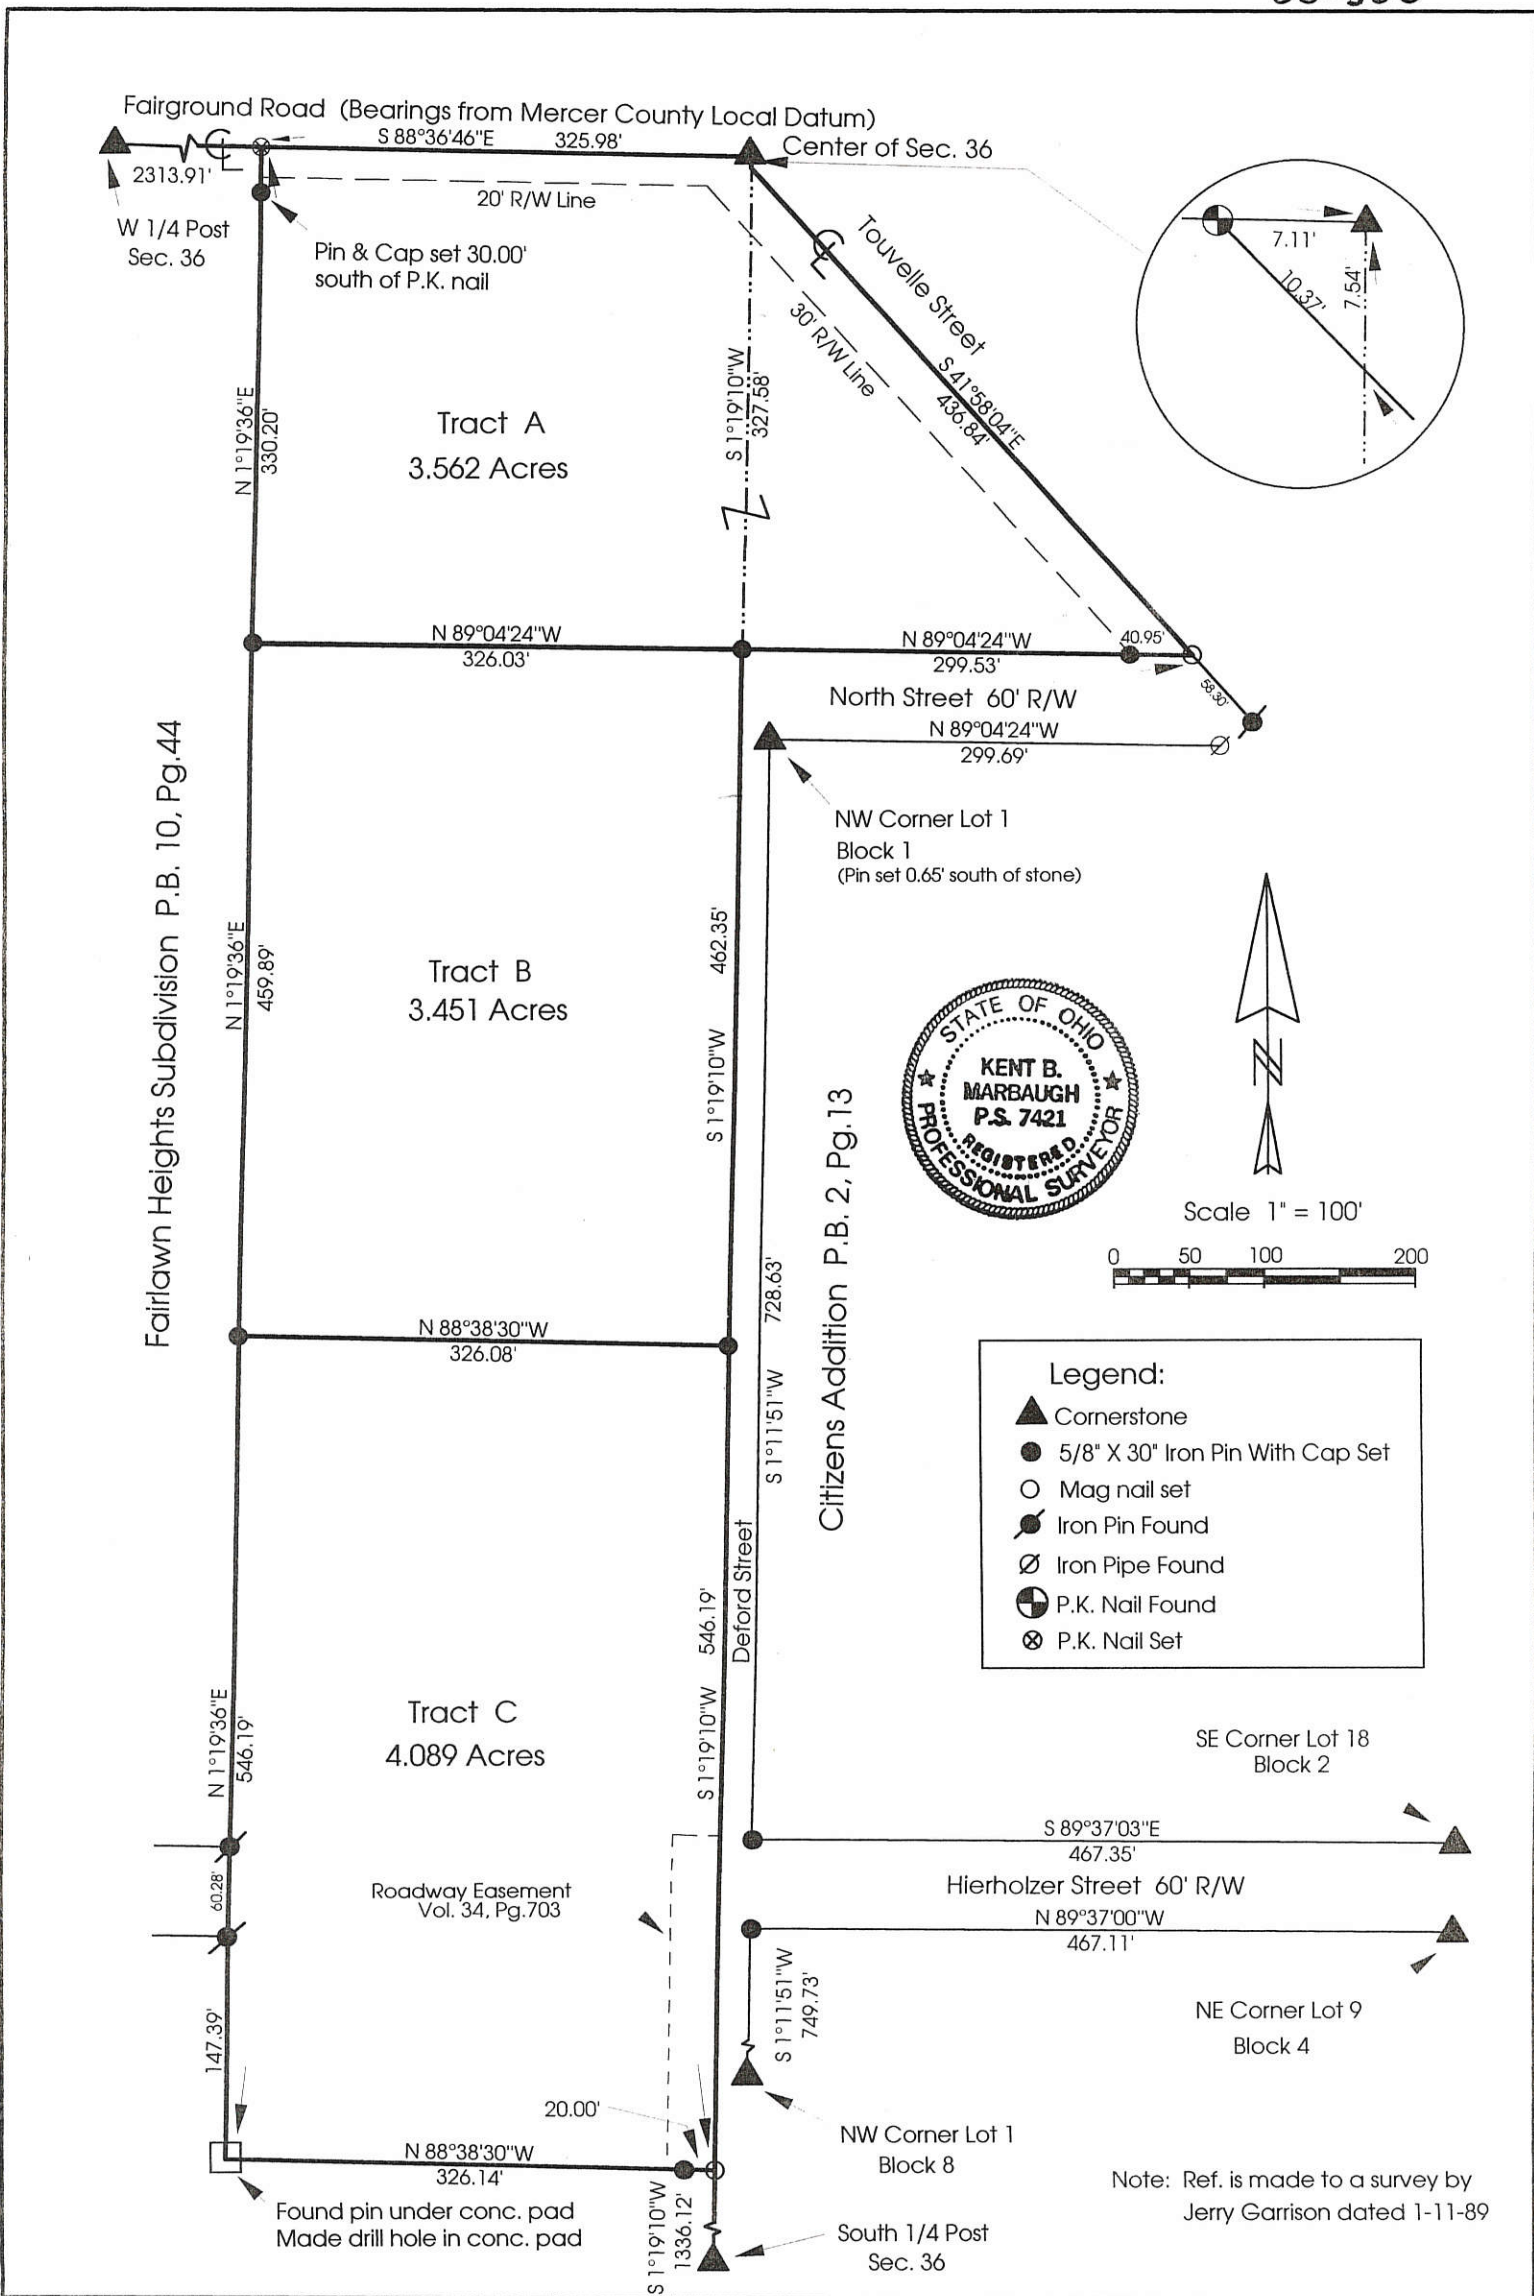 Fairground Road (Bearings from Mercer County Local Datum)
S 88°36'46"E 325.98'
Center of Sec. 36
2313.91'
W 1/4 Post
Sec. 36
20' R/W Line
Pin & Cap set 30.00'
south of P.K. nail
Touvelle Street
30' R/W Line
S 41°58'04"E
436.84'
7.11'
10.37'
7.54'
N 1°19'36"E
330.20'
Tract A
3.562 Acres
S 1°19'10"W
327.58'
N 89°04'24"W
326.03'
N 89°04'24"W
299.53'
40.95'
58.30'
North Street 60' R/W
N 89°04'24"W
299.69'
NW Corner Lot 1
Block 1
(Pin set 0.65' south of stone)
Fairlawn Heights Subdivision P.B. 10, Pg.44
N 1°19'36"E
459.89'
Tract B
3.451 Acres
S 1°19'10"W 462.35'
STATE OF OHIO
KENT B.
MARBAUGH
P.S. 7421
REGISTERED
PROFESSIONAL SURVEYOR
N
Scale 1" = 100'
0 50 100 200
Citizens Addition P.B. 2, Pg.13
S 1°11'51"W 728.63'
N 88°38'30"W
326.08'
Legend:
Cornerstone
5/8" X 30" Iron Pin With Cap Set
Mag nail set
Iron Pin Found
Iron Pipe Found
P.K. Nail Found
P.K. Nail Set
Deford Street
S 1°19'10"W 546.19'
N 1°19'36"E
546.19'
Tract C
4.089 Acres
SE Corner Lot 18
Block 2
S 89°37'03"E
467.35'
Hierholzer Street 60' R/W
N 89°37'00"W
467.11'
60.28'
Roadway Easement
Vol. 34, Pg.703
S 1°11'51"W
749.73'
NE Corner Lot 9
Block 4
147.39'
20.00'
NW Corner Lot 1
Block 8
N 88°38'30"W
326.14'
Found pin under conc. pad
Made drill hole in conc. pad
S 1°19'10"W
1336.12'
South 1/4 Post
Sec. 36
Note: Ref. is made to a survey by
Jerry Garrison dated 1-11-89